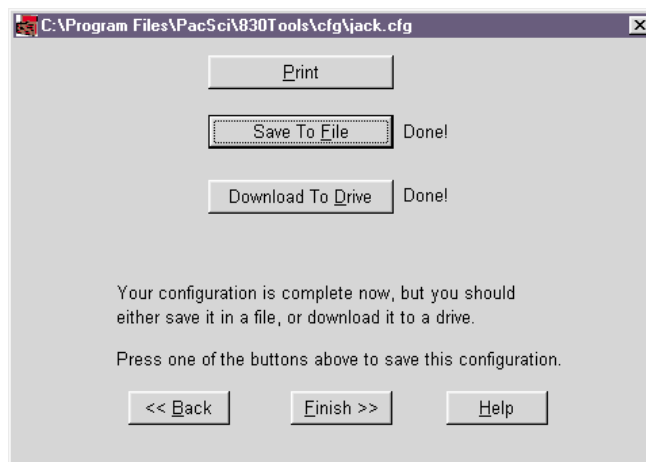 C:\Program Files\PacSci\830Tools\cfg\jack.cfg
Print
Save To File Done!
Download To Drive Done!
Your configuration is complete now, but you should
either save it in a file, or download it to a drive.
Press one of the buttons above to save this configuration.
<< Back Finish >> Help